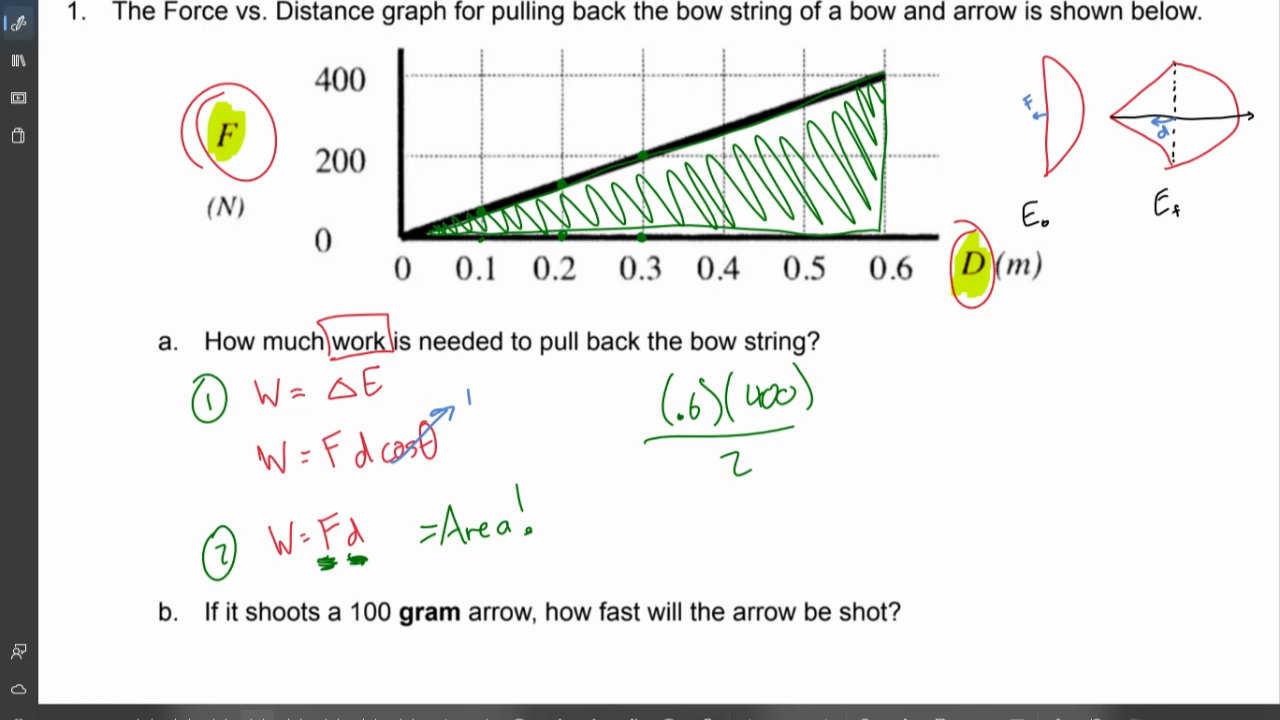 1. The Force vs. Distance graph for pulling back the bow string of a bow and arrow is shown below.
400
200
0
F
(N)
0 0.1 0.2 0.3 0.4 0.5 0.6
D (m)
F
d
E₀
E_f
a. How much work is needed to pull back the bow string?
① W = ΔE
W = F d cosθ 1
② W = Fd = Area!
(.6)(400)
2
b. If it shoots a 100 gram arrow, how fast will the arrow be shot?